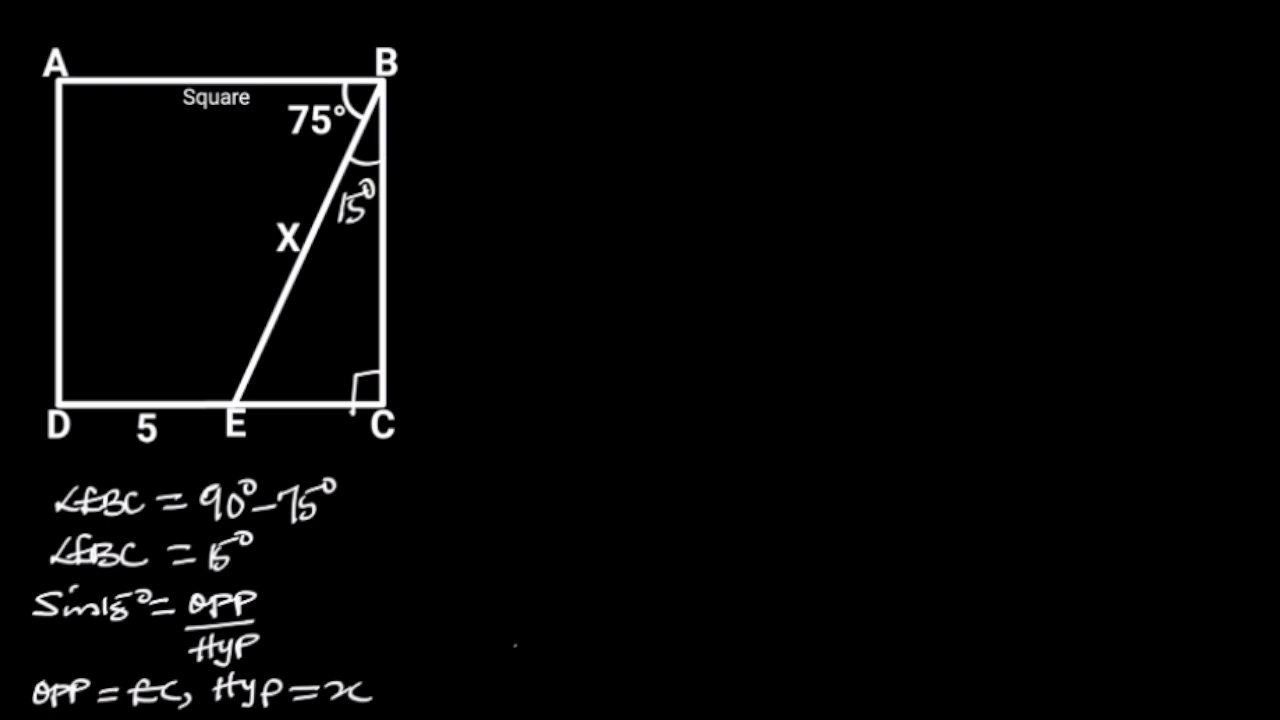 A B
Square
75°
15°
X
D 5 E C
∠EBC = 90° - 75°
∠EBC = 15°
Sin15° = OPP
HYP
OPP = EC, HYP = x